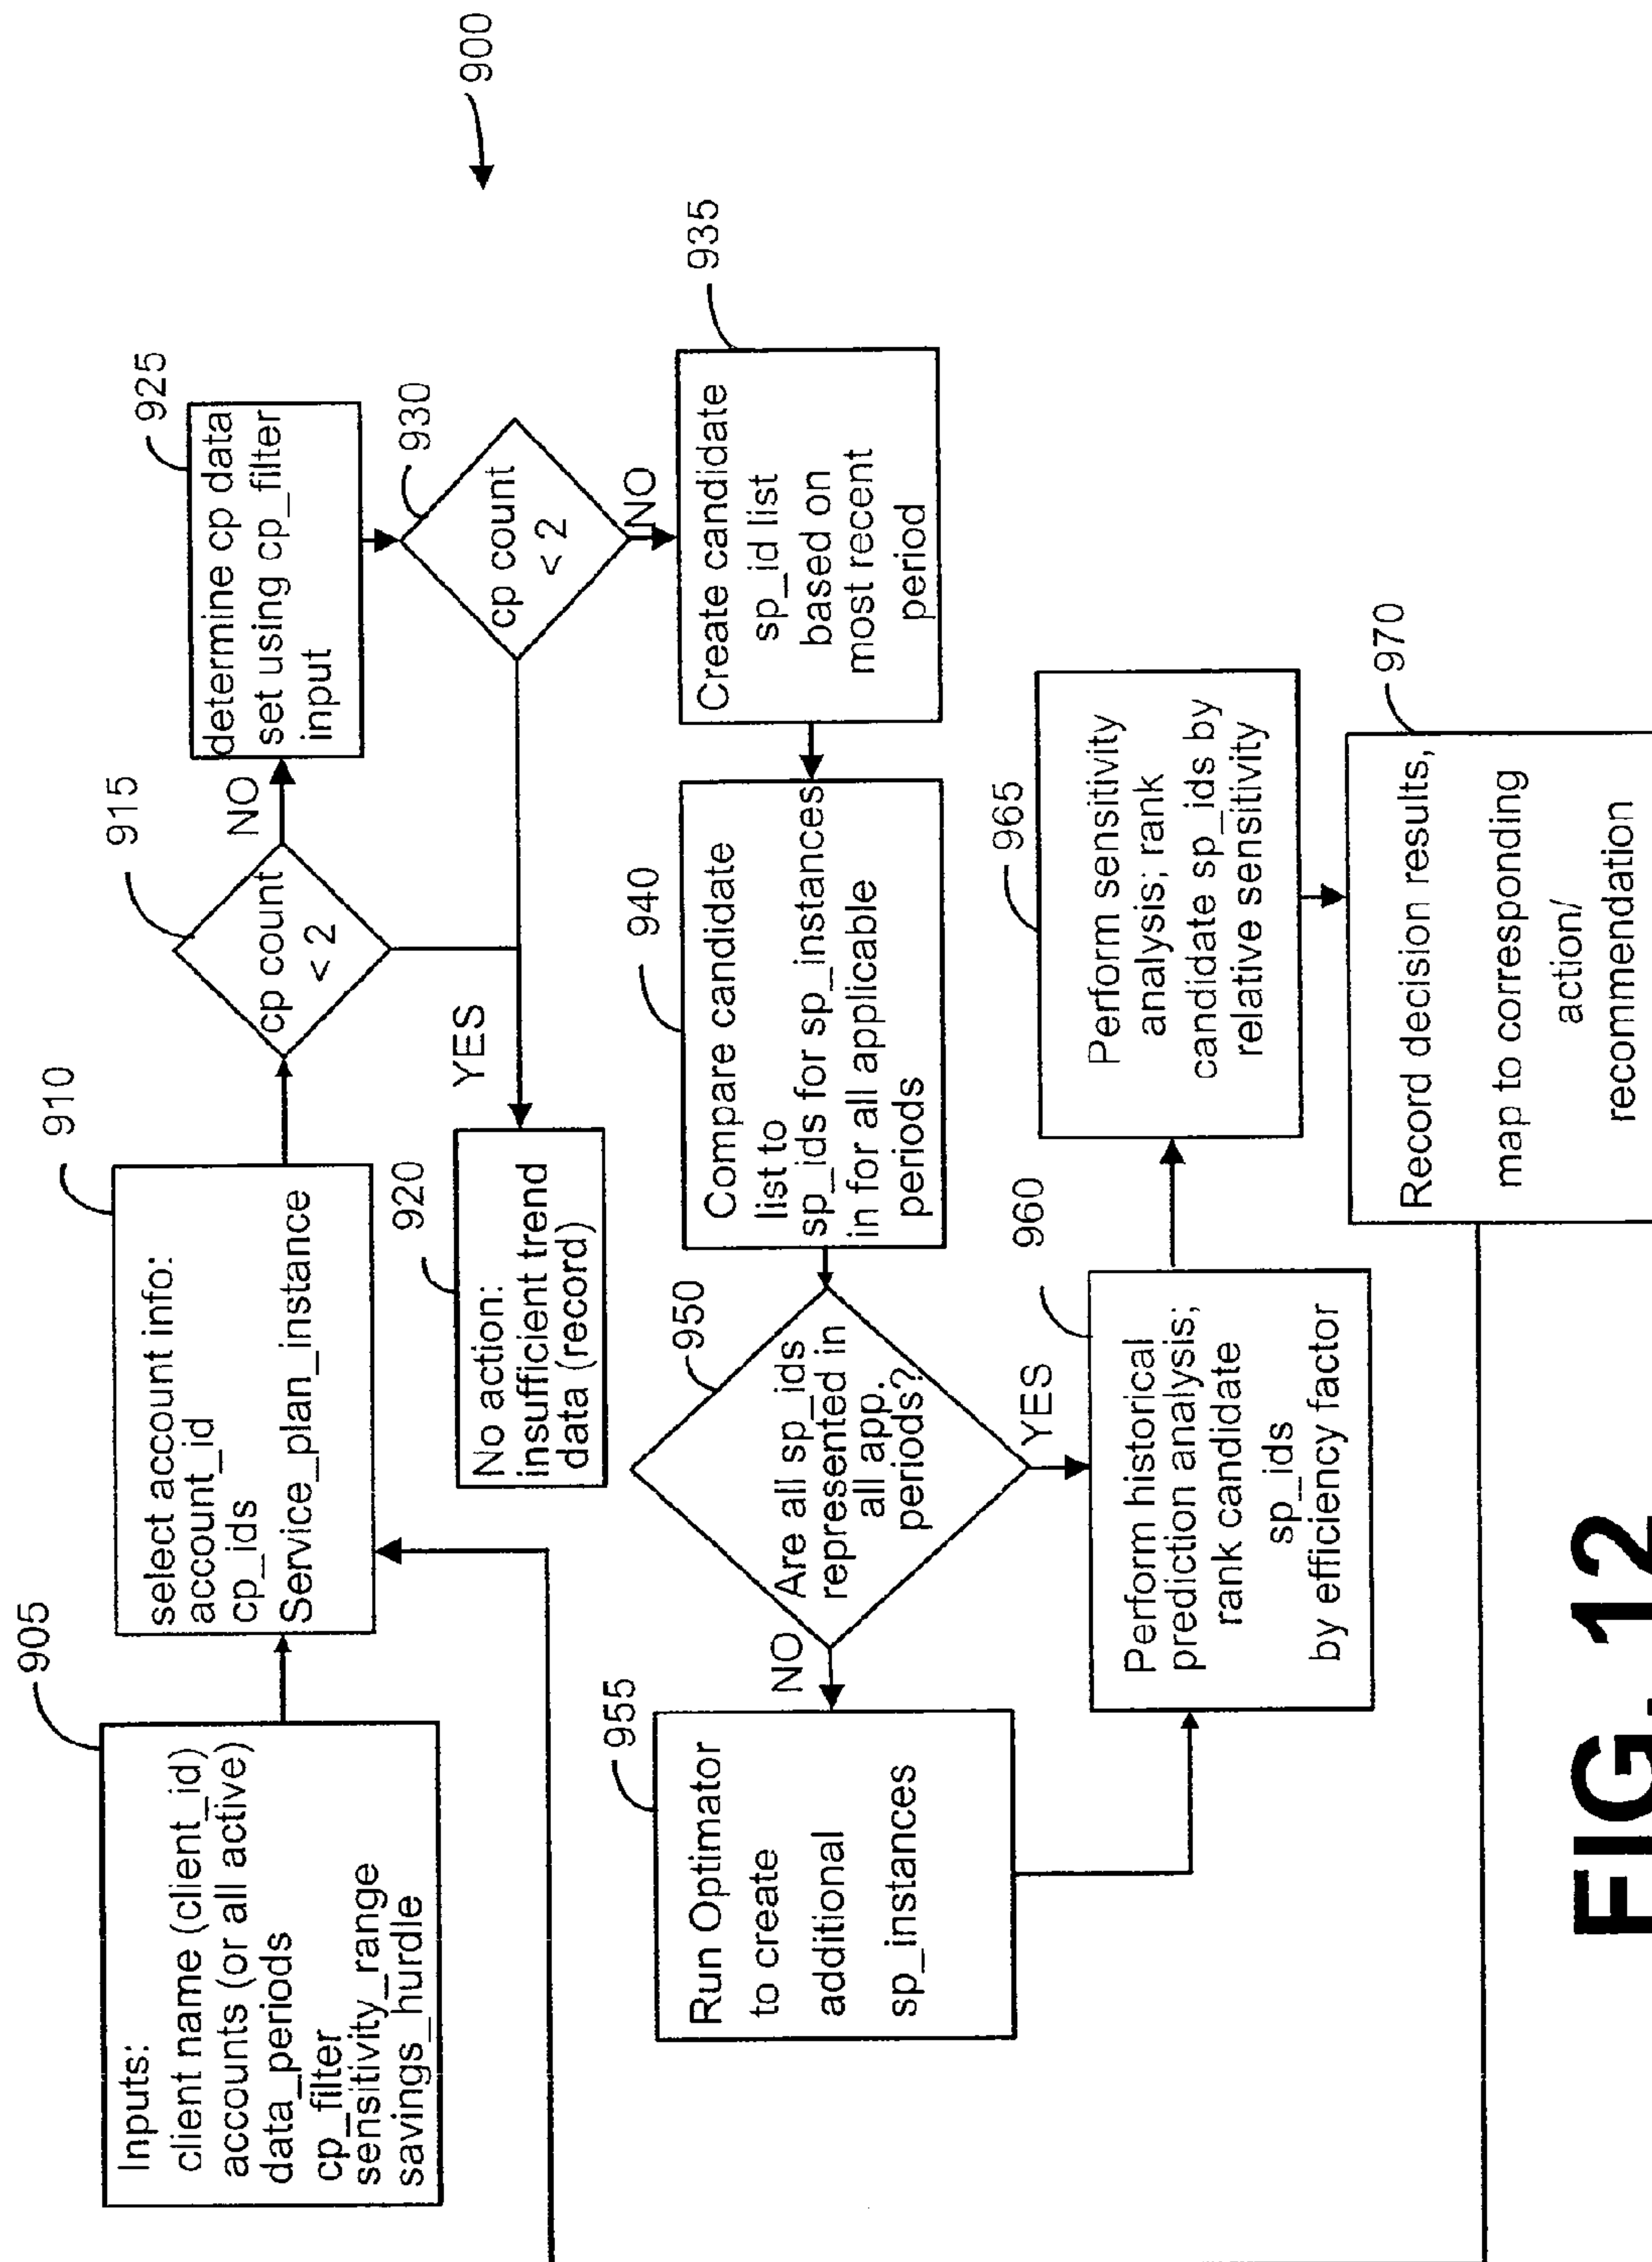 900
905
Inputs:
client name (client_id)
accounts (or all active)
data_periods
cp_filter
sensitivity_range
savings_hurdle
910
select account info:
account_id
cp_ids
Service_plan_instance
915
cp count
< 2
NO
925
determine cp data
set using cp_filter
input
930
cp count
< 2
NO
YES
920
No action:
insufficient trend
data (record)
935
Create candidate
sp_id list
based on
most recent
period
940
Compare candidate
list to
sp_ids for sp_instances
in for all applicable
periods
950
Are all sp_ids
represented in
all app.
periods?
NO
YES
955
Run Optimator
to create
additional
sp_instances
960
Perform historical
prediction analysis;
rank candidate
sp_ids
by efficiency factor
965
Perform sensitivity
analysis; rank
candidate sp_ids by
relative sensitivity
970
Record decision results,
map to corresponding
action/
recommendation
FIG. 12